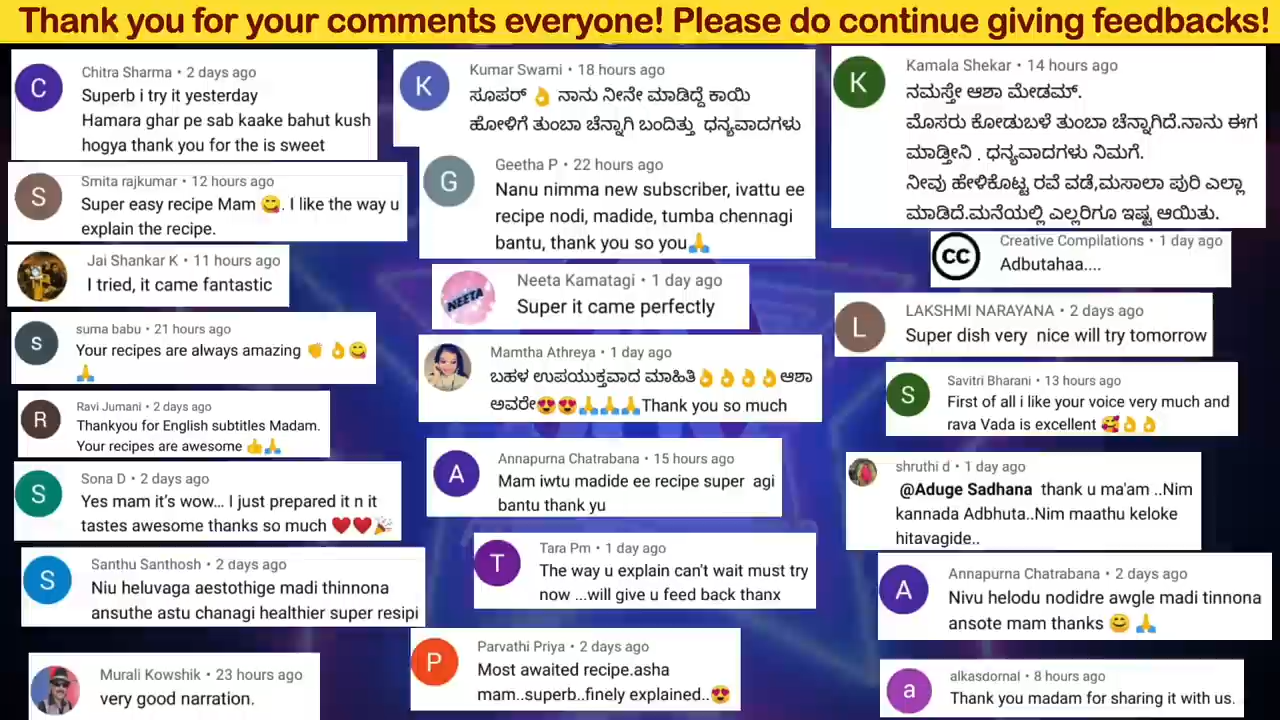 Thank you for your comments everyone! Please do continue giving feedbacks!
C
Chitra Sharma • 2 days ago
Superb i try it yesterday
Hamara ghar pe sab kaake bahut kush
hogya thank you for the is sweet
S
Smita rajkumar • 12 hours ago
Super easy recipe Mam 😋. I like the way u
explain the recipe.
Jai Shankar K • 11 hours ago
I tried, it came fantastic
s
suma babu • 21 hours ago
Your recipes are always amazing 👏 👌😋
🙏
R
Ravi Jumani • 2 days ago
Thankyou for English subtitles Madam.
Your recipes are awesome 👍🙏
S
Sona D • 2 days ago
Yes mam it's wow... I just prepared it n it
tastes awesome thanks so much ❤️❤️🎉
S
Santhu Santhosh • 2 days ago
Niu heluvaga aestothige madi thinnona
ansuthe astu chanagi healthier super resipi
Murali Kowshik • 23 hours ago
very good narration.
K
Kumar Swami • 18 hours ago
ಸೂಪರ್ 👌 ನಾನು ನೀನೇ ಮಾಡಿದ್ದೆ ಕಾಯಿ
ಹೋಳಿಗೆ ತುಂಬಾ ಚೆನ್ನಾಗಿ ಬಂದಿತ್ತು ಧನ್ಯವಾದಗಳು
G
Geetha P • 22 hours ago
Nanu nimma new subscriber, ivattu ee
recipe nodi, madide, tumba chennagi
bantu, thank you so you🙏
NEETA
Neeta Kamatagi • 1 day ago
Super it came perfectly
Mamtha Athreya • 1 day ago
ಬಹಳ ಉಪಯುಕ್ತವಾದ ಮಾಹಿತಿ👌👌👌👌ಆಶಾ
ಅವರೇ😍😍🙏🙏🙏Thank you so much
A
Annapurna Chatrabana • 15 hours ago
Mam iwtu madide ee recipe super agi
bantu thank yu
T
Tara Pm • 1 day ago
The way u explain can't wait must try
now ...will give u feed back thanx
P
Parvathi Priya • 2 days ago
Most awaited recipe.asha
mam..superb..finely explained..😍
K
Kamala Shekar • 14 hours ago
ನಮಸ್ತೇ ಆಶಾ ಮೇಡಮ್.
ಮೊಸರು ಕೋಡುಬಳೆ ತುಂಬಾ ಚೆನ್ನಾಗಿದೆ.ನಾನು ಈಗ
ಮಾಡ್ತೀನಿ . ಧನ್ಯವಾದಗಳು ನಿಮಗೆ.
ನೀವು ಹೇಳಿಕೊಟ್ಟ ರವೆ ವಡೆ,ಮಸಾಲಾ ಪುರಿ ಎಲ್ಲಾ
ಮಾಡಿದೆ.ಮನೆಯಲ್ಲಿ ಎಲ್ಲರಿಗೂ ಇಷ್ಟ ಆಯಿತು.
cc
Creative Compilations • 1 day ago
Adbutahaa....
L
LAKSHMI NARAYANA • 2 days ago
Super dish very nice will try tomorrow
S
Savitri Bharani • 13 hours ago
First of all i like your voice very much and
rava Vada is excellent 🥰👌👌
shruthi d • 1 day ago
@Aduge Sadhana thank u ma'am ..Nim
kannada Adbhuta..Nim maathu keloke
hitavagide..
A
Annapurna Chatrabana • 2 days ago
Nivu helodu nodidre awgle madi tinnona
ansote mam thanks 😊 🙏
a
alkasdornal • 8 hours ago
Thank you madam for sharing it with us.